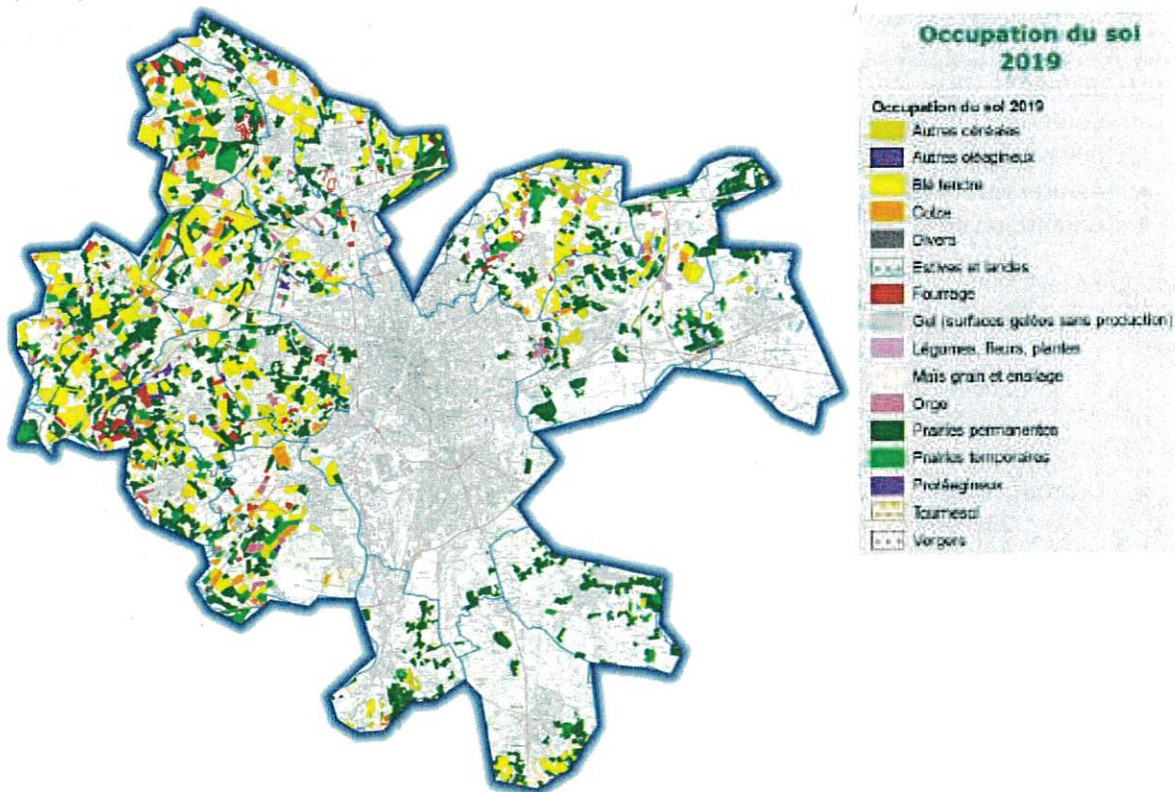 Occupation du sol
2019
Occupation du sol 2019
Autres céréales
Autres oléagineux
Blé tendre
Colza
Divers
Estives et landes
Fourrage
Gel (surfaces gelées sans production)
Légumes, fleurs, plantes
Maïs grain et ensilage
Orge
Prairies permanentes
Prairies temporaires
Protéagineux
Tournesol
Vergers